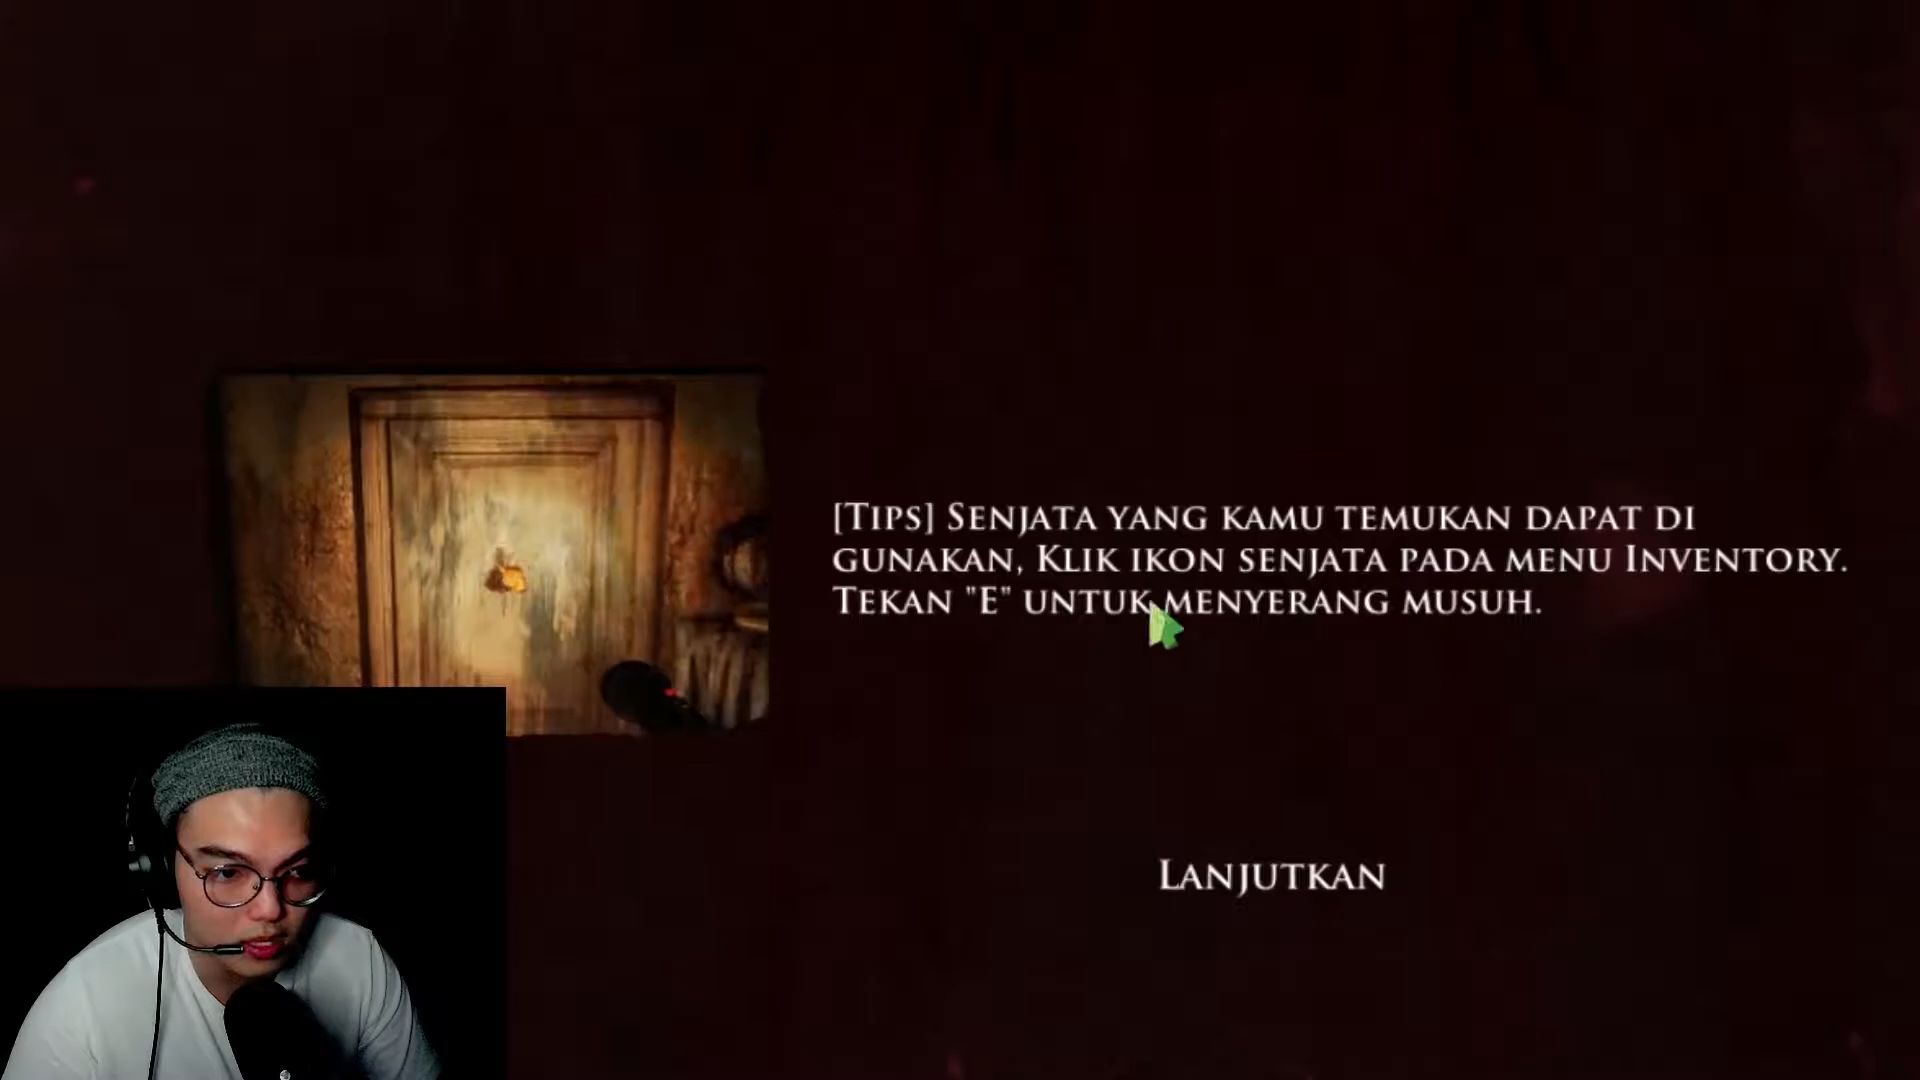 [Tips] Senjata yang kamu temukan dapat di
gunakan, Klik ikon senjata pada menu Inventory.
Tekan "E" untuk menyerang musuh.
Lanjutkan